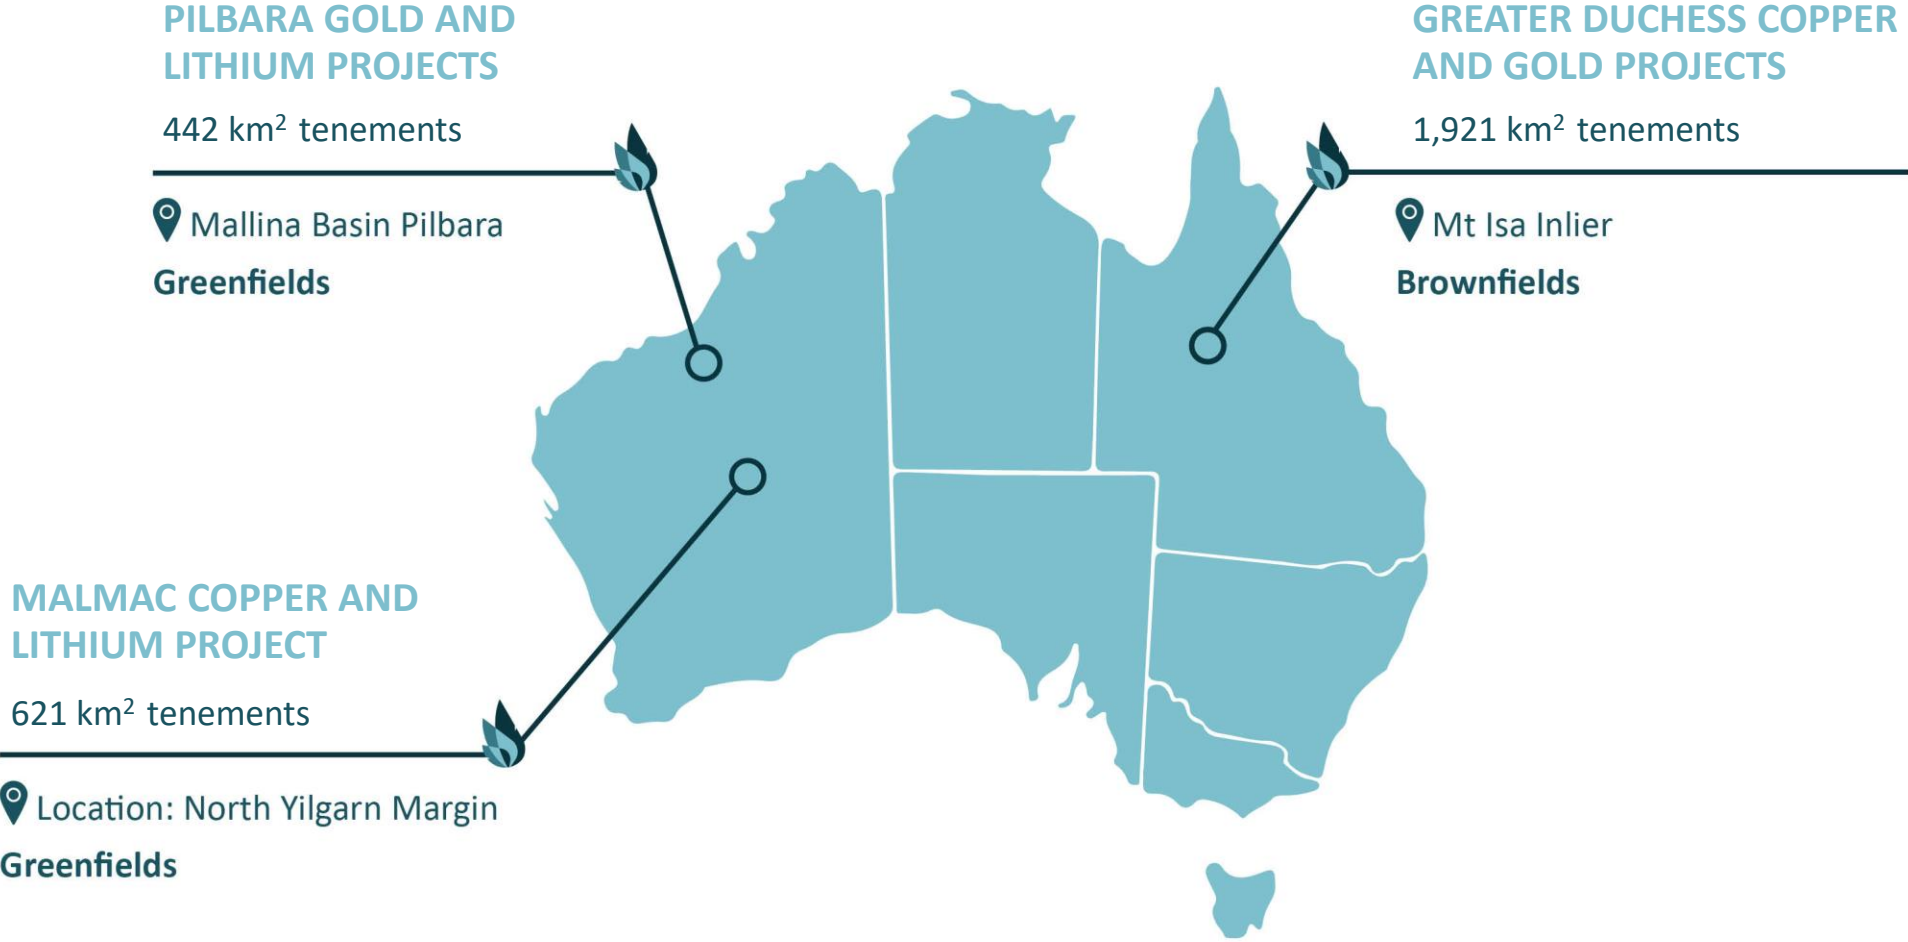 PILBARA GOLD AND
LITHIUM PROJECTS
442 km² tenements
Mallina Basin Pilbara
Greenfields
GREATER DUCHESS COPPER
AND GOLD PROJECTS
1,921 km² tenements
Mt Isa Inlier
Brownfields
MALMAC COPPER AND
LITHIUM PROJECT
621 km² tenements
Location: North Yilgarn Margin
Greenfields